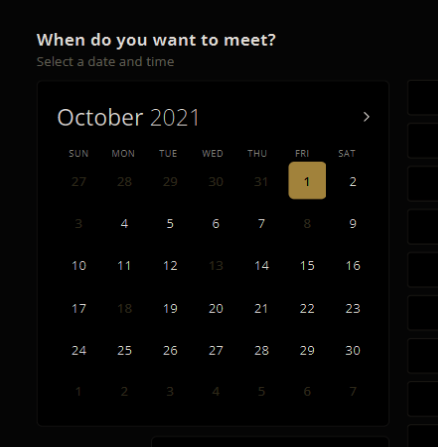 When do you want to meet?
Select a date and time
October 2021 >
SUN MON TUE WED THU FRI SAT
27 28 29 30 31 1 2
3 4 5 6 7 8 9
10 11 12 13 14 15 16
17 18 19 20 21 22 23
24 25 26 27 28 29 30
1 2 3 4 5 6 7